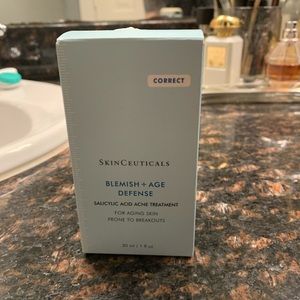 CORRECT
SKINCEUTICALS
BLEMISH + AGE
DEFENSE
SALICYLIC ACID ACNE TREATMENT
FOR AGING SKIN
PRONE TO BREAKOUTS
30 ml / 1 fl oz